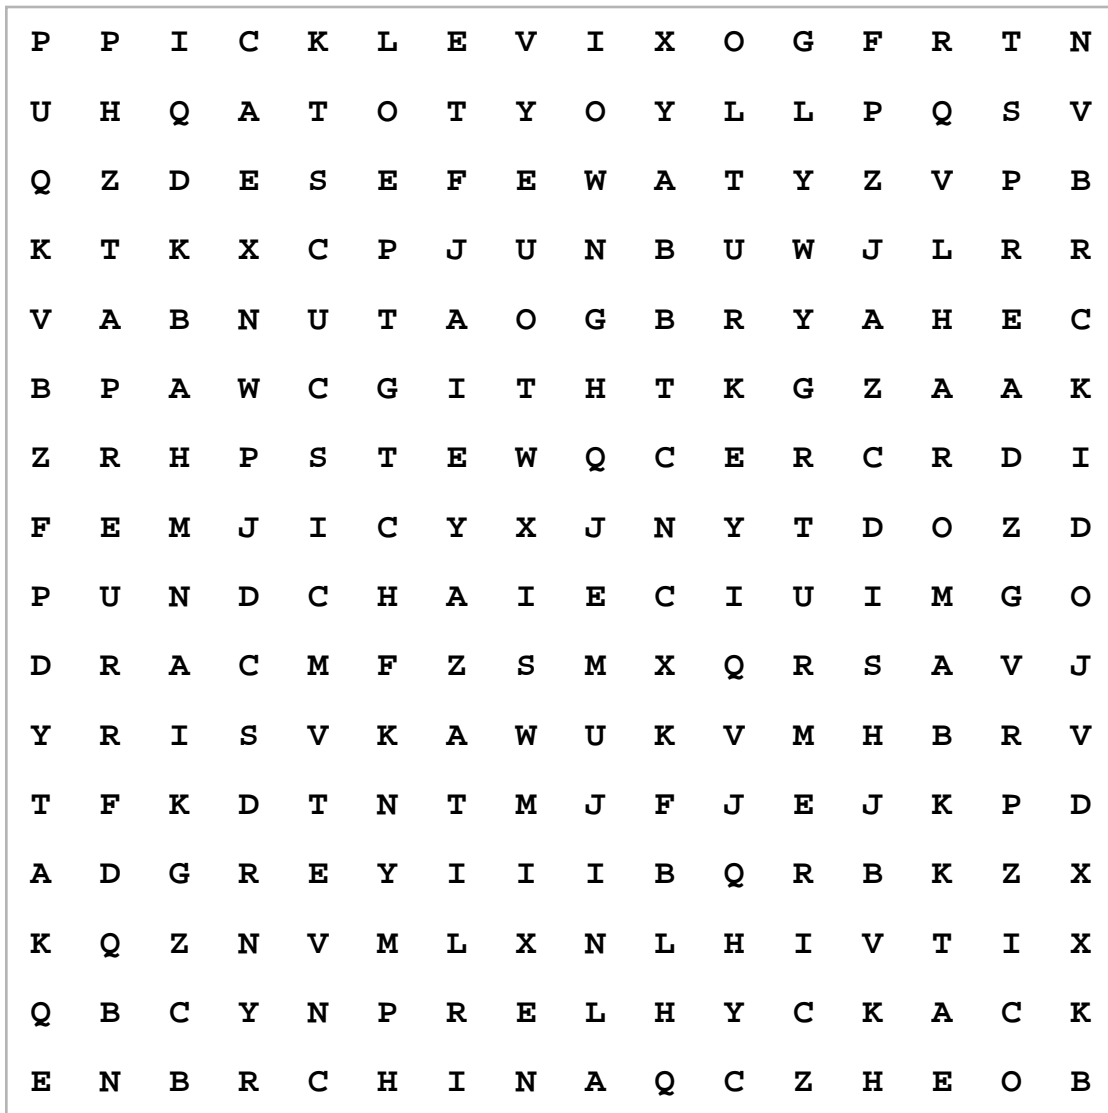 P P I C K L E V I X O G F R T N
U H Q A T O T Y O Y L L P Q S V
Q Z D E S E F E W A T Y Z V P B
K T K X C P J U N B U W J L R R
V A B N U T A O G B R Y A H E C
B P A W C G I T H T K G Z A A K
Z R H P S T E W Q C E R C R D I
F E M J I C Y X J N Y T D O Z D
P U N D C H A I E C I U I M G O
D R A C M F Z S M X Q R S A V J
Y R I S V K A W U K V M H B R V
T F K D T N T M J F J E J K P D
A D G R E Y I I I B Q R B K Z X
K Q Z N V M L X N L H I V T I X
Q B C Y N P R E L H Y C K A C K
E N B R C H I N A Q C Z H E O B